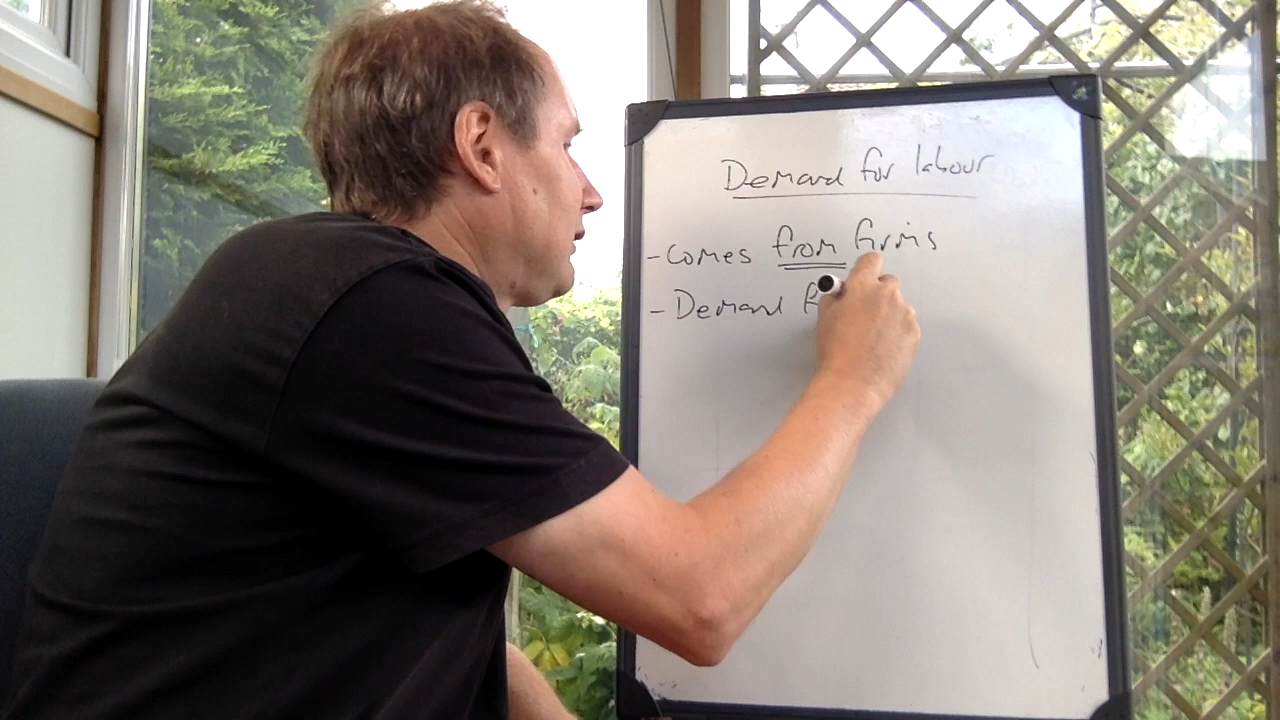 Demand for labour
- comes from firms
- Demand f